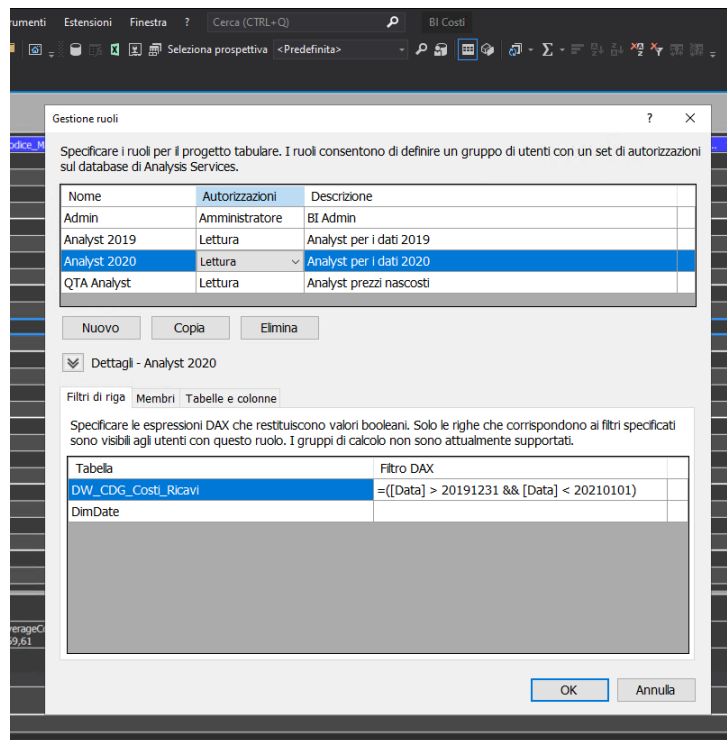 rumenti Estensioni Finestra ? Cerca (CTRL+Q) BI Costi
Seleziona prospettiva <Predefinita>
Gestione ruoli ? X
odice_M
Specificare i ruoli per il progetto tabulare. I ruoli consentono di definire un gruppo di utenti con un set di autorizzazioni
sul database di Analysis Services.
Nome Autorizzazioni Descrizione
Admin Amministratore BI Admin
Analyst 2019 Lettura Analyst per i dati 2019
Analyst 2020 Lettura Analyst per i dati 2020
QTA Analyst Lettura Analyst prezzi nascosti
Nuovo Copia Elimina
Dettagli - Analyst 2020
Filtri di riga Membri Tabelle e colonne
Specificare le espressioni DAX che restituiscono valori booleani. Solo le righe che corrispondono ai filtri specificati
sono visibili agli utenti con questo ruolo. I gruppi di calcolo non sono attualmente supportati.
Tabella Filtro DAX
DW_CDG_Costi_Ricavi =([Data] > 20191231 && [Data] < 20210101)
DimDate
verageCo
59,61
OK Annulla